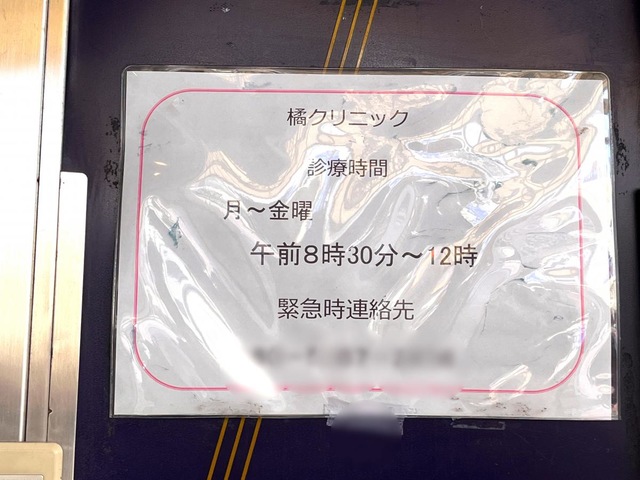 橘クリニック
診療時間
月～金曜
午前8時30分～12時
緊急時連絡先